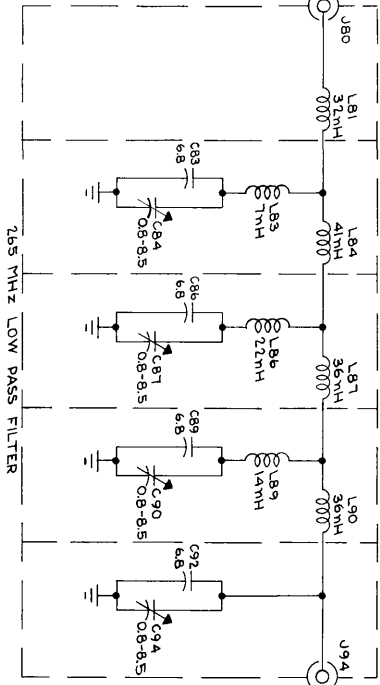 J80
L81
32nH
C83
6.8
C84
0.8-8.5
L83
7nH
L84
41nH
C86
6.8
C87
0.8-8.5
L86
22nH
L87
36nH
C89
6.8
C90
0.8-8.5
L89
14nH
L90
36nH
C92
6.8
C94
0.8-8.5
J94
265 MHz LOW PASS FILTER